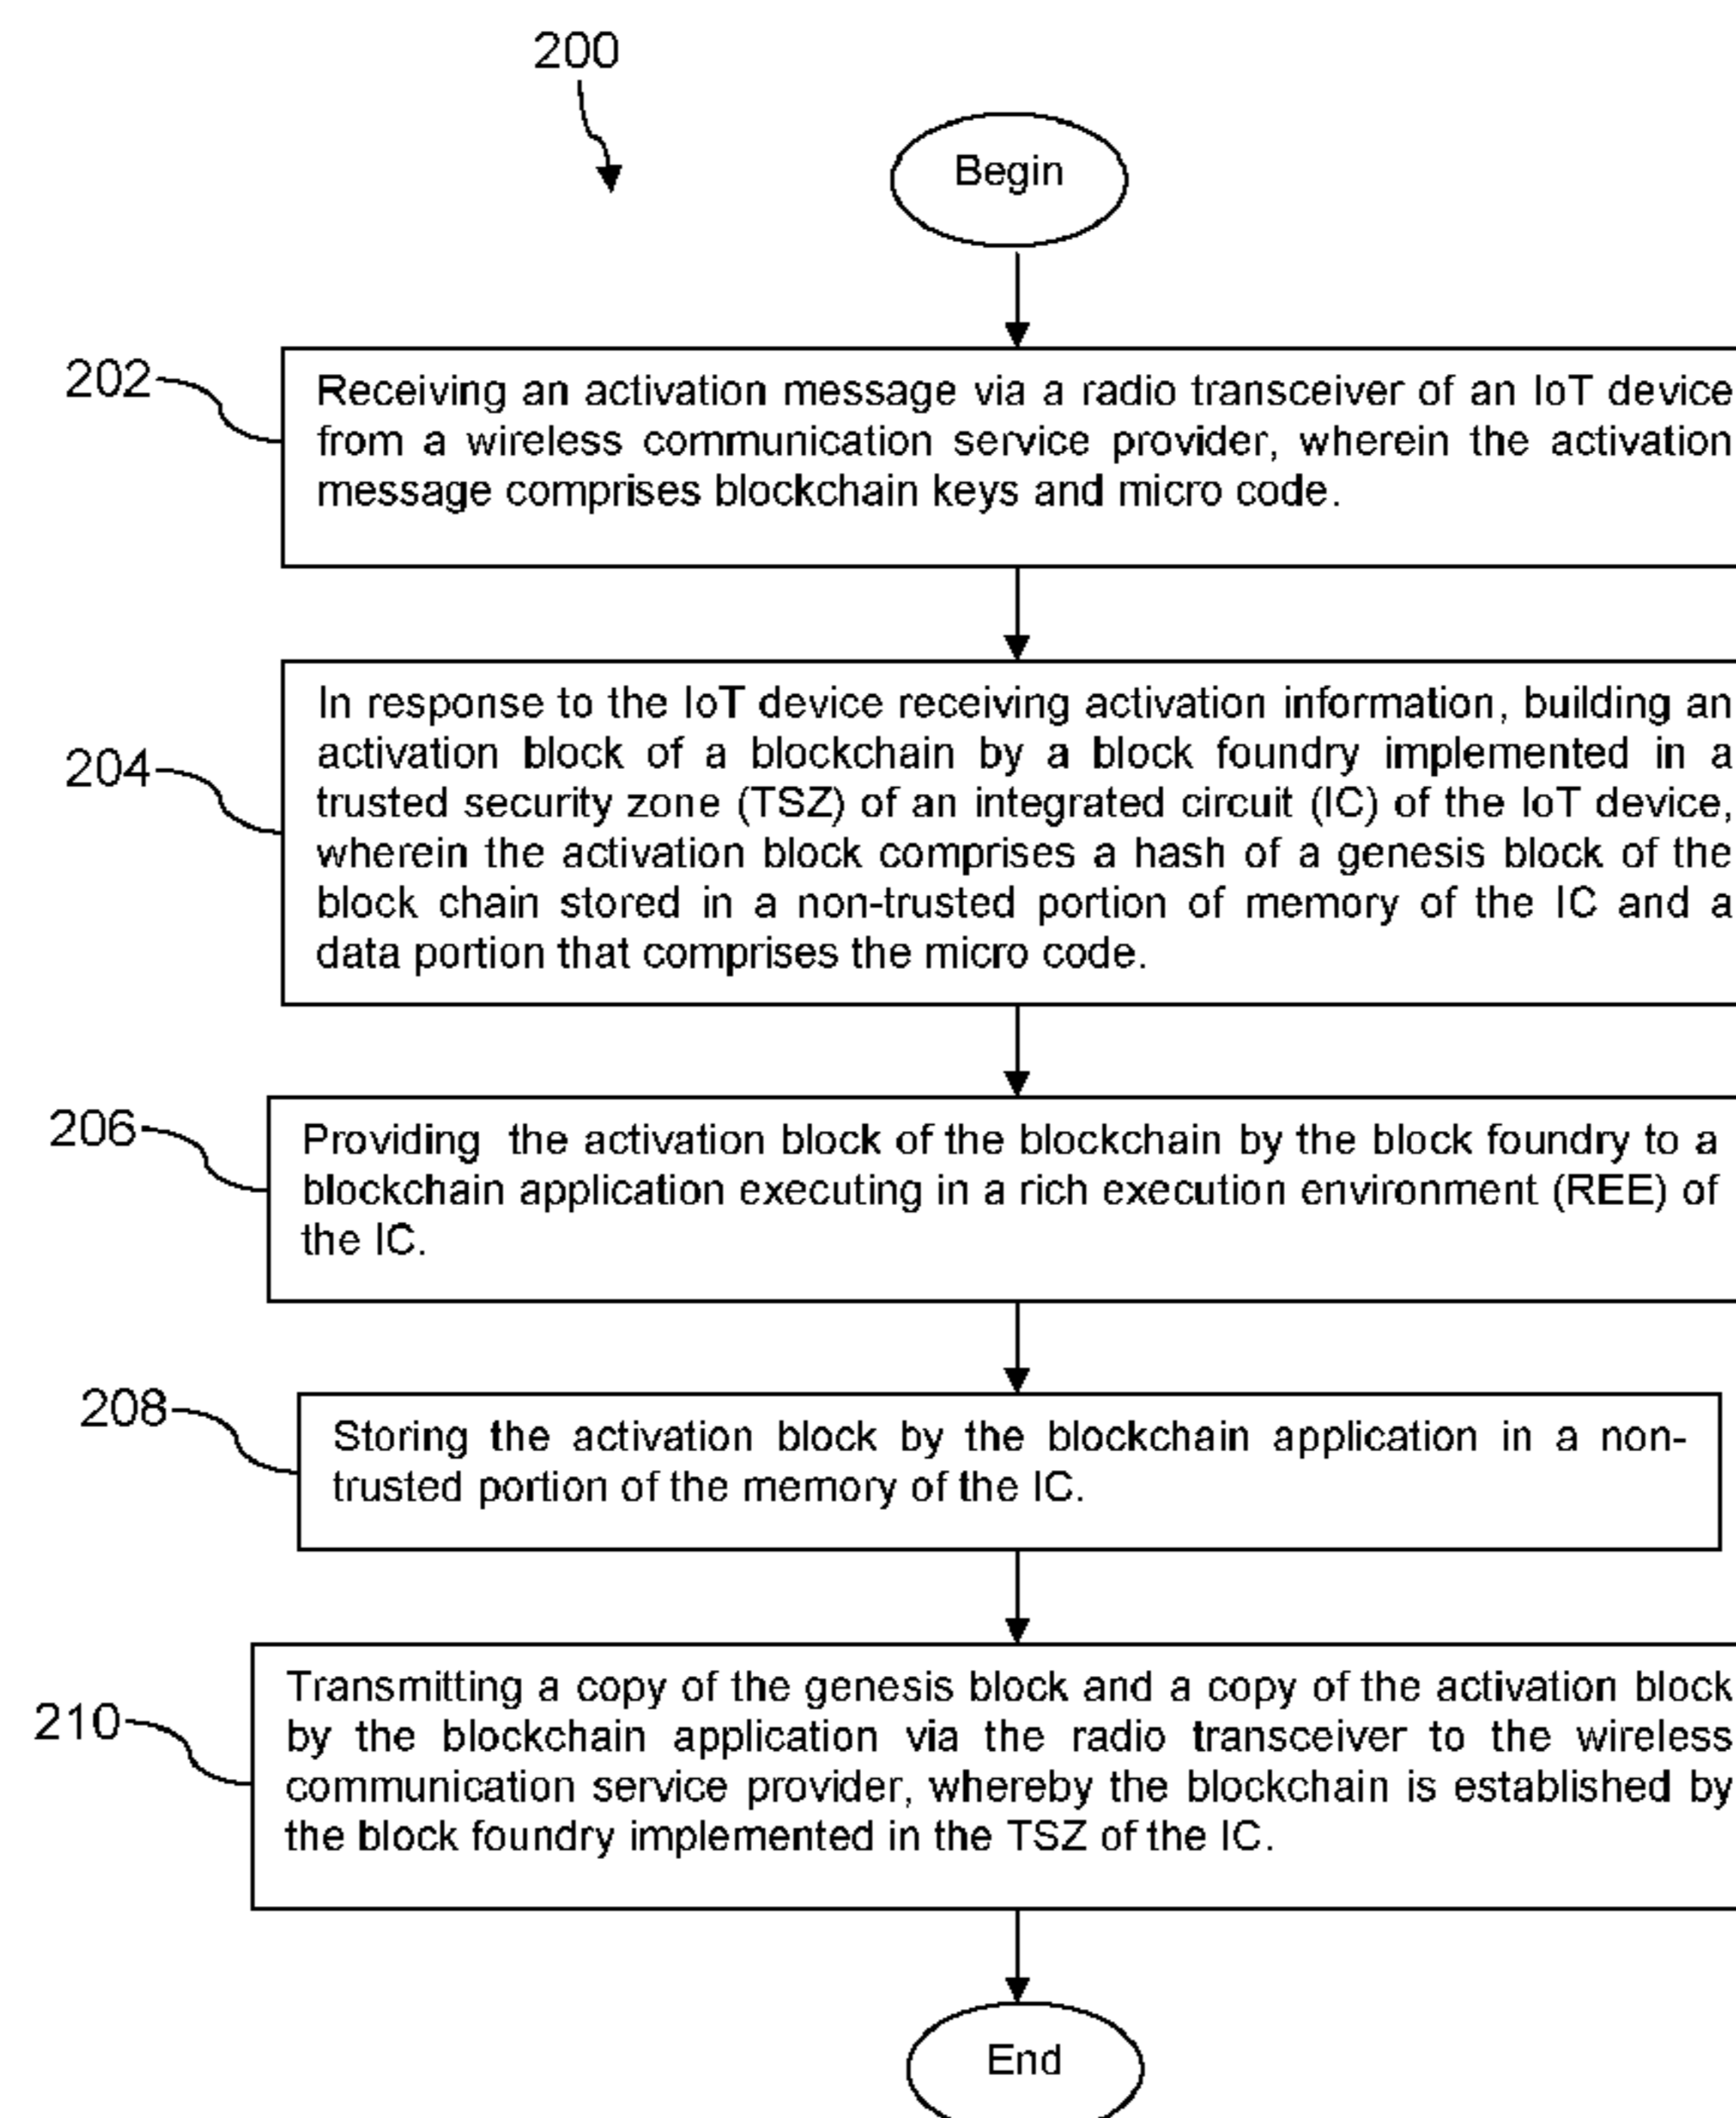 200
Begin
202
Receiving an activation message via a radio transceiver of an IoT device
from a wireless communication service provider, wherein the activation
message comprises blockchain keys and micro code.
204
In response to the IoT device receiving activation information, building an
activation block of a blockchain by a block foundry implemented in a
trusted security zone (TSZ) of an integrated circuit (IC) of the IoT device,
wherein the activation block comprises a hash of a genesis block of the
block chain stored in a non-trusted portion of memory of the IC and a
data portion that comprises the micro code.
206
Providing the activation block of the blockchain by the block foundry to a
blockchain application executing in a rich execution environment (REE) of
the IC.
208
Storing the activation block by the blockchain application in a non-
trusted portion of the memory of the IC.
210
Transmitting a copy of the genesis block and a copy of the activation block
by the blockchain application via the radio transceiver to the wireless
communication service provider, whereby the blockchain is established by
the block foundry implemented in the TSZ of the IC.
End